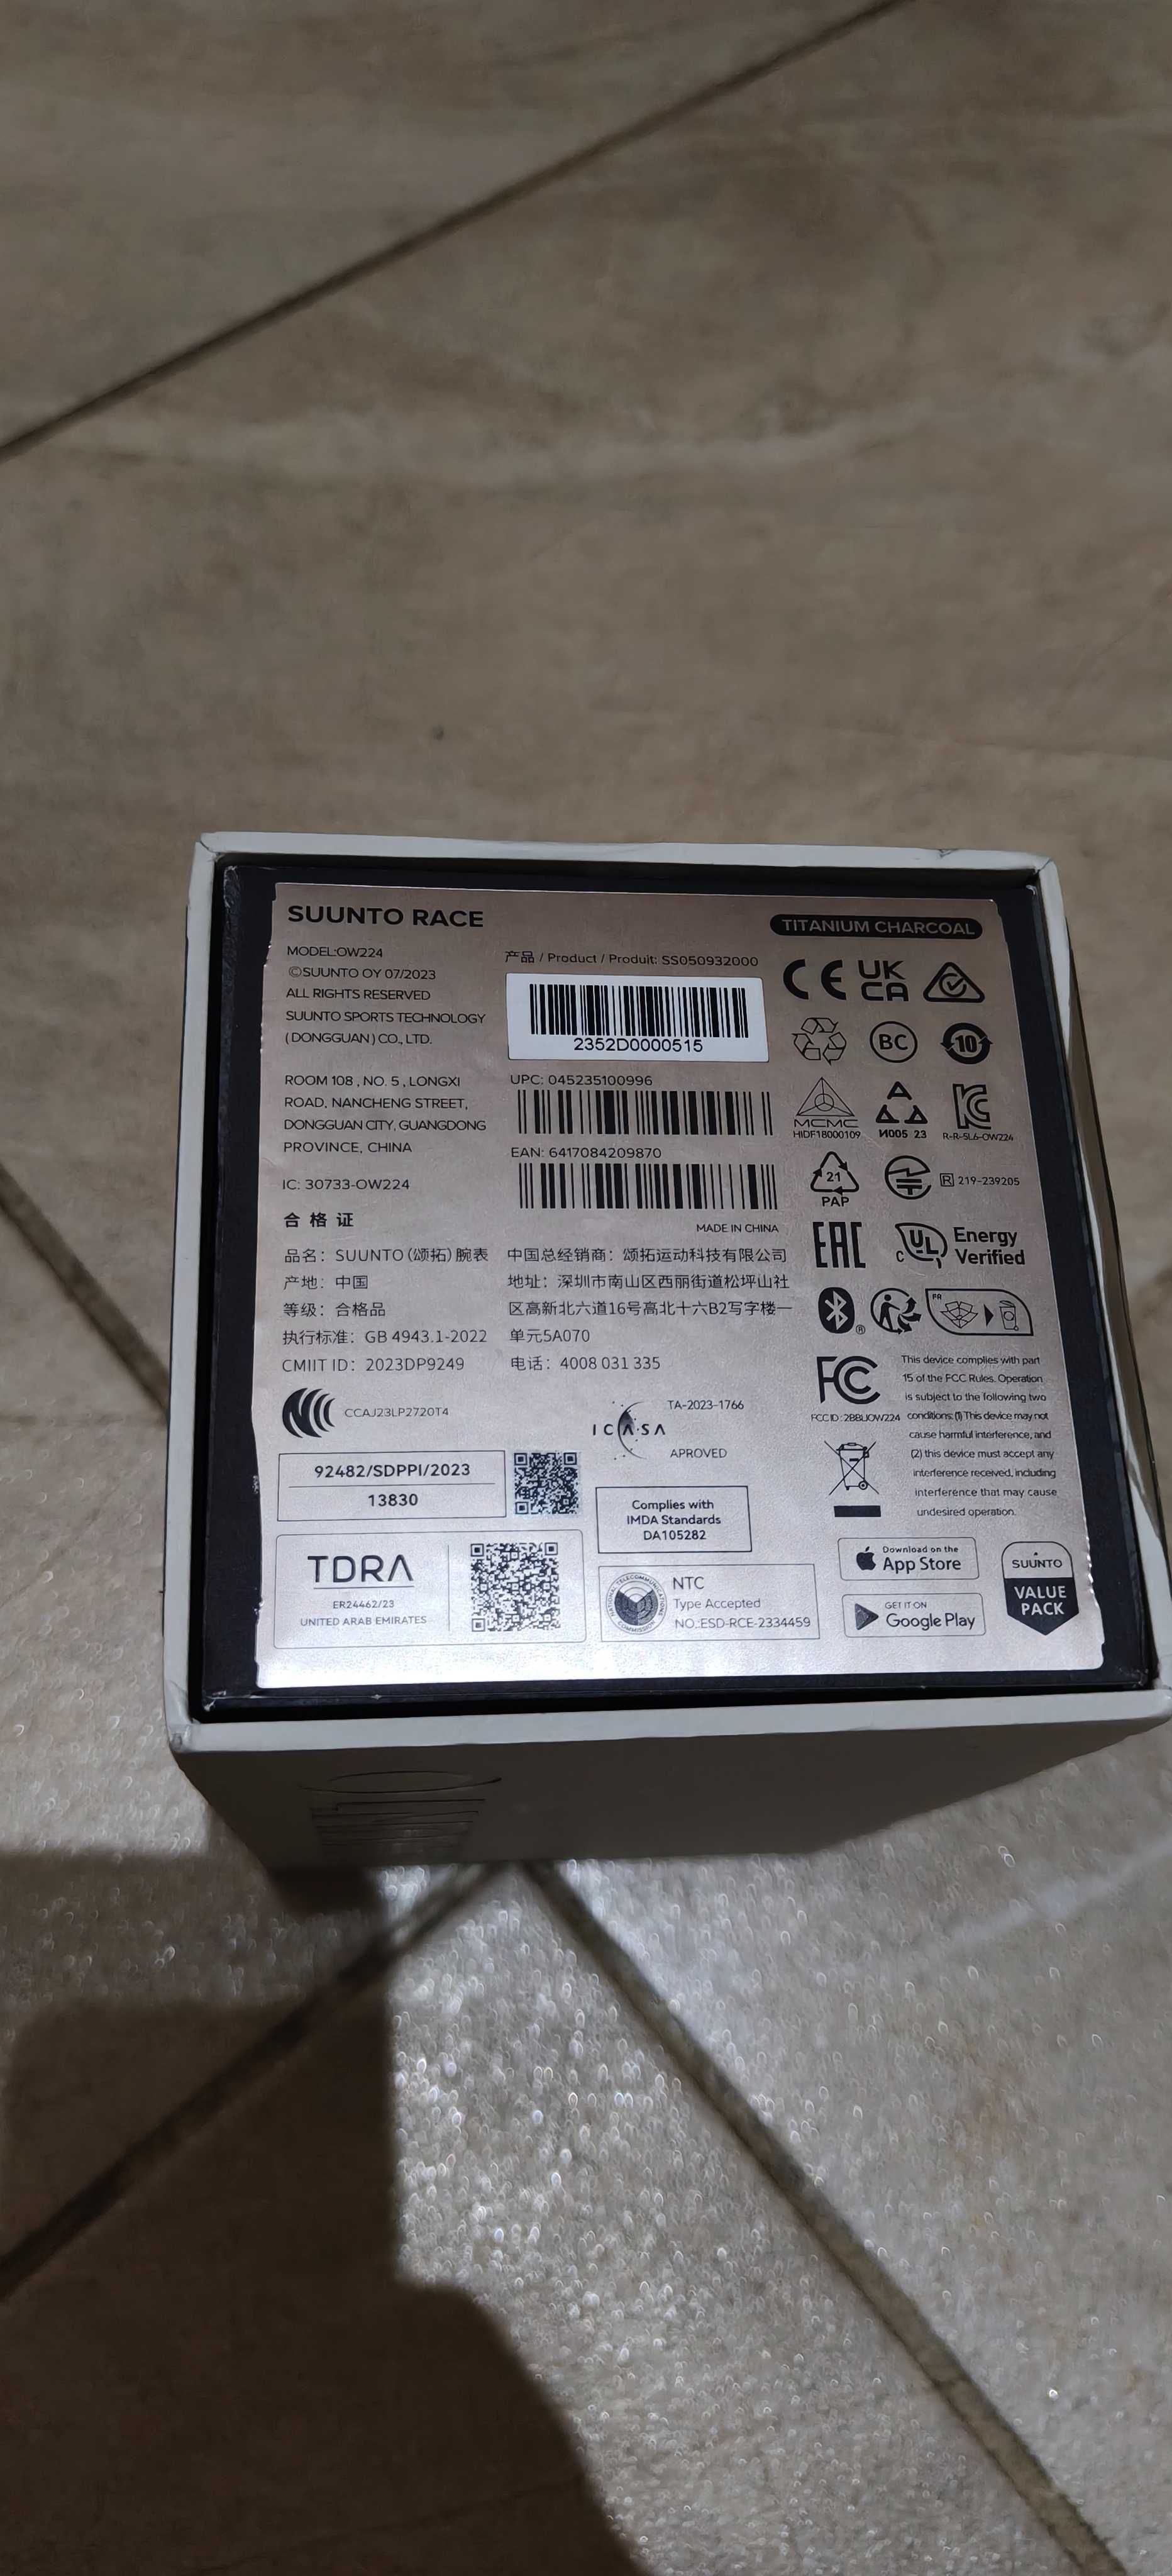 SUUNTO RACE
TITANIUM CHARCOAL
MODEL:OW224
©SUUNTO OY 07/2023
ALL RIGHTS RESERVED
SUUNTO SPORTS TECHNOLOGY
(DONGGUAN) CO., LTD.
ROOM 108 , NO. 5 , LONGXI
ROAD, NANCHENG STREET,
DONGGUAN CITY, GUANGDONG
PROVINCE, CHINA
IC: 30733-OW224
合格证
品名：SUUNTO (颂拓) 腕表
产地：中国
等级：合格品
执行标准：GB 4943.1-2022
CMIIT ID：2023DP9249
CCAJ23LP2720T4
92482/SDPPI/2023
13830
TDRA
ER24462/23
UNITED ARAB EMIRATES
产品 / Product / Produit: SS050932000
2352D0000515
UPC: 045235100996
EAN: 6417084209870
MADE IN CHINA
中国总经销商：颂拓运动科技有限公司
地址：深圳市南山区西丽街道松坪山社
区高新北六道16号高北十六B2写字楼一
单元5A070
电话：4008 031 335
TA-2023-1766
ICASA
APROVED
Complies with
IMDA Standards
DA105282
NATIONAL TELECOMMUNICATIONS COMMISSION
NTC
Type Accepted
NO.:ESD-RCE-2334459
CE UK CA
BC 10
MCMC
HIDF18000109
И005 23
R-R-SL6-OW224
21
PAP
R 219-239205
EAC
c UL Energy
Verified
®
FR
FC
FCC ID : 2BBUOW224
This device complies with part
15 of the FCC Rules. Operation
is subject to the following two
conditions: (1) This device may not
cause harmful interference, and
(2) this device must accept any
interference received, including
interference that may cause
undesired operation.
Download on the
App Store
GET IT ON
Google Play
SUUNTO
VALUE
PACK